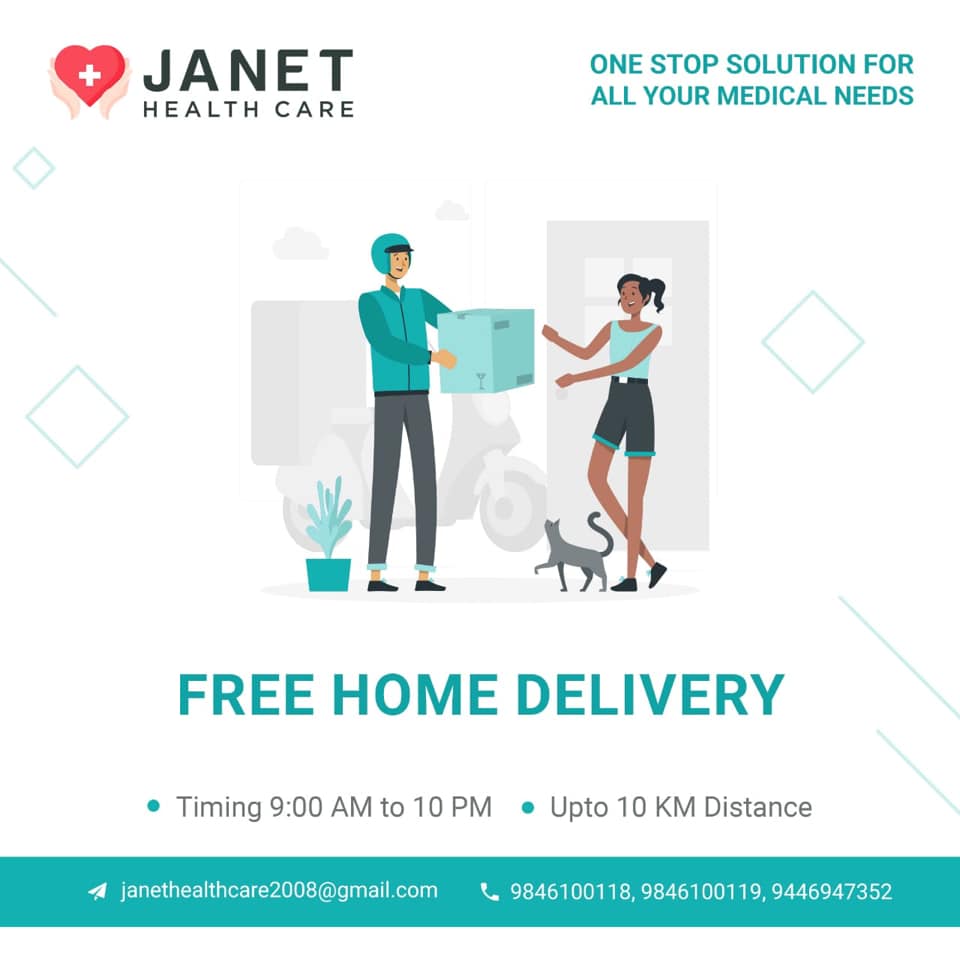 JANET
HEALTH CARE
ONE STOP SOLUTION FOR
ALL YOUR MEDICAL NEEDS
FREE HOME DELIVERY
Timing 9:00 AM to 10 PM
Upto 10 KM Distance
janethealthcare2008@gmail.com
9846100118, 9846100119, 9446947352